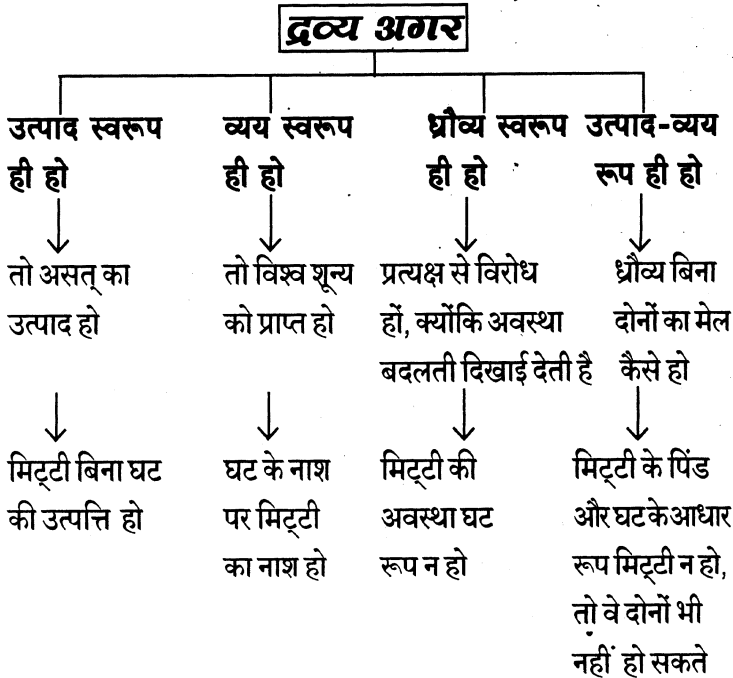 द्रव्य अगर
उत्पाद स्वरूप
ही हो
तो असत् का
उत्पाद हो
मिट्टी बिना घट
की उत्पत्ति हो
व्यय स्वरूप
ही हो
तो विश्व शून्य
को प्राप्त हो
घट के नाश
पर मिट्टी
का नाश हो
ध्रौव्य स्वरूप
ही हो
प्रत्यक्ष से विरोध
हों, क्योंकि अवस्था
बदलती दिखाई देती है
मिट्टी की
अवस्था घट
रूप न हो
उत्पाद-व्यय
रूप ही हो
ध्रौव्य बिना
दोनों का मेल
कैसे हो
मिट्टी के पिंड
और घट के आधार
रूप मिट्टी न हो,
तो वे दोनों भी
नहीं हो सकते